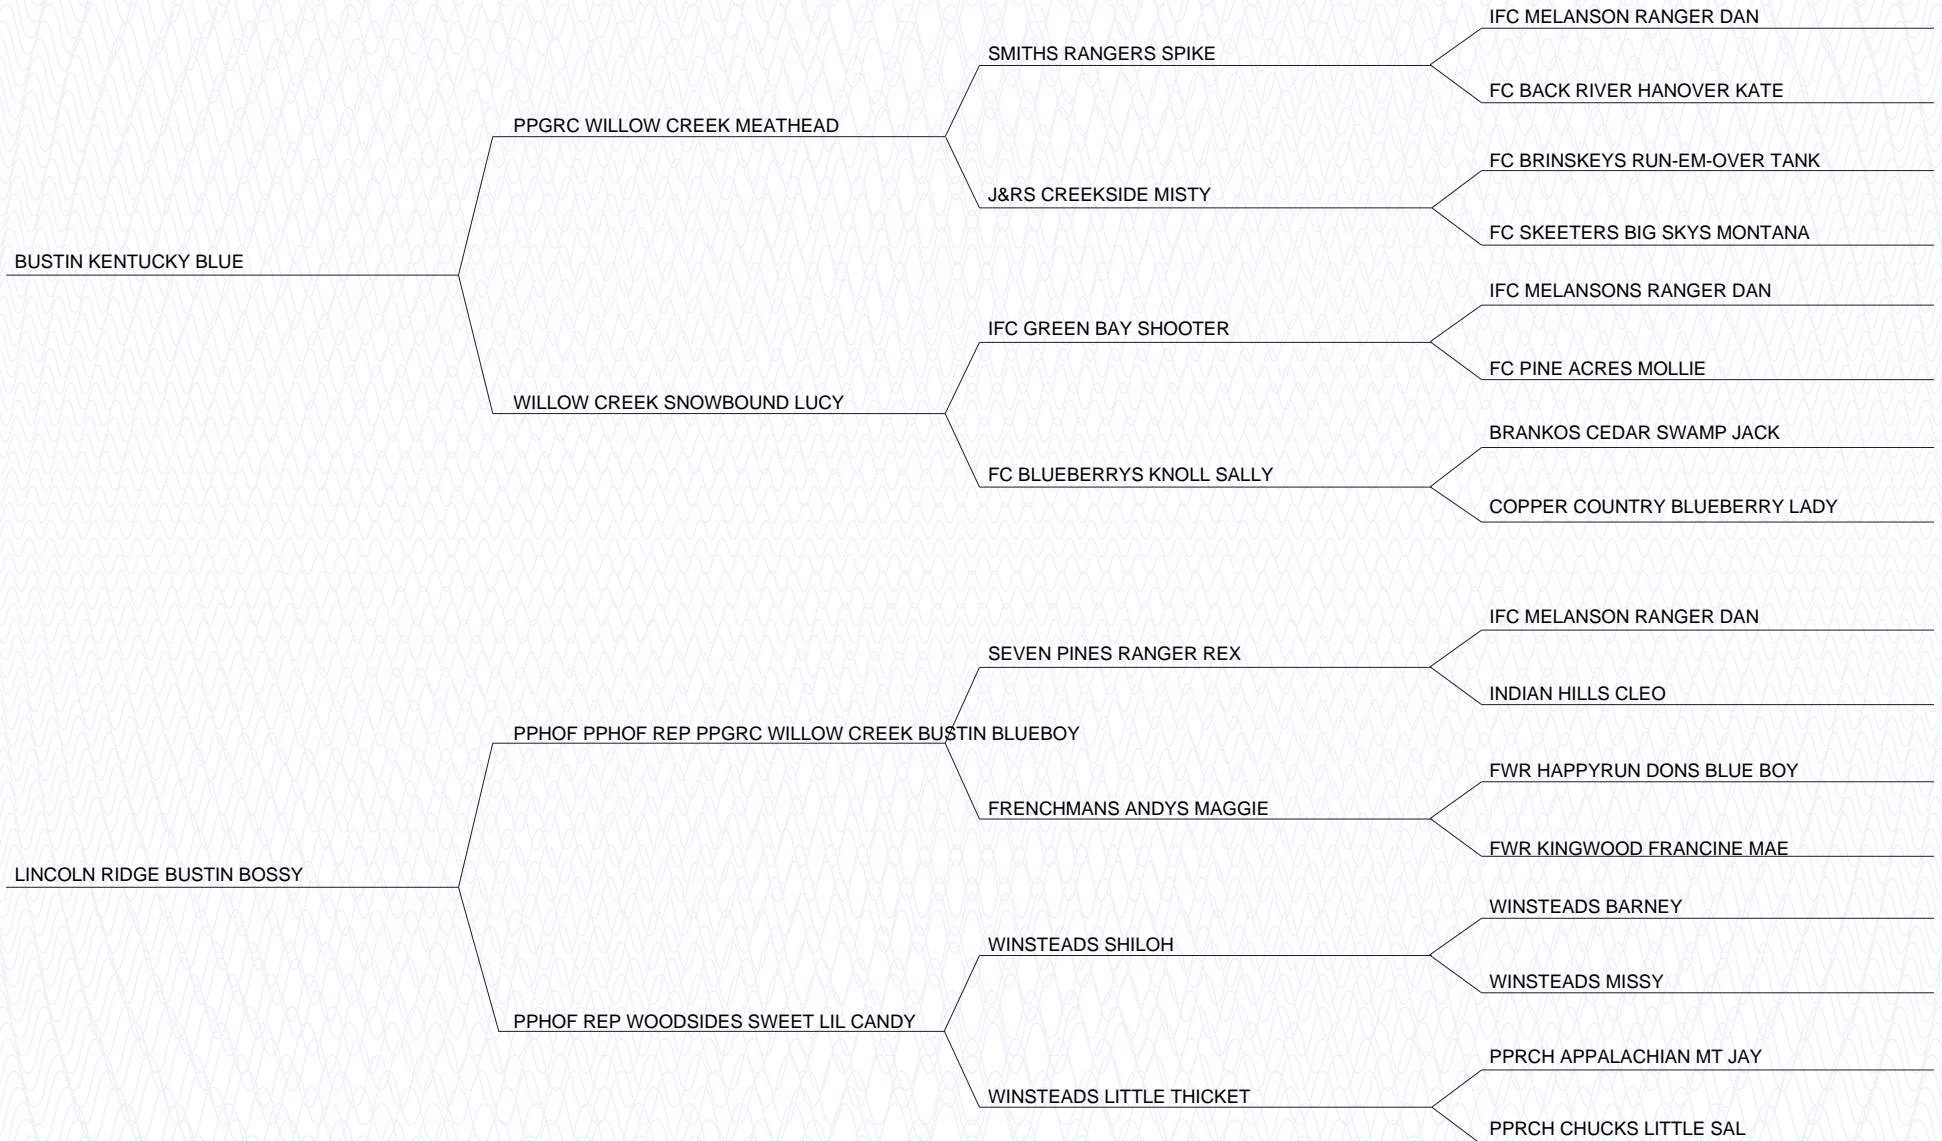 IFC MELANSON RANGER DAN
SMITHS RANGERS SPIKE
FC BACK RIVER HANOVER KATE
PPGRC WILLOW CREEK MEATHEAD
FC BRINSKEYS RUN-EM-OVER TANK
J&RS CREEKSIDE MISTY
FC SKEETERS BIG SKYS MONTANA
BUSTIN KENTUCKY BLUE
IFC MELANSONS RANGER DAN
IFC GREEN BAY SHOOTER
FC PINE ACRES MOLLIE
WILLOW CREEK SNOWBOUND LUCY
BRANKOS CEDAR SWAMP JACK
FC BLUEBERRYS KNOLL SALLY
COPPER COUNTRY BLUEBERRY LADY
IFC MELANSON RANGER DAN
SEVEN PINES RANGER REX
INDIAN HILLS CLEO
PPHOF PPHOF REP PPGRC WILLOW CREEK BUSTIN BLUEBOY
FWR HAPPYRUN DONS BLUE BOY
FRENCHMANS ANDYS MAGGIE
FWR KINGWOOD FRANCINE MAE
LINCOLN RIDGE BUSTIN BOSSY
WINSTEADS BARNEY
WINSTEADS SHILOH
WINSTEADS MISSY
PPHOF REP WOODSIDES SWEET LIL CANDY
PPRCH APPALACHIAN MT JAY
WINSTEADS LITTLE THICKET
PPRCH CHUCKS LITTLE SAL